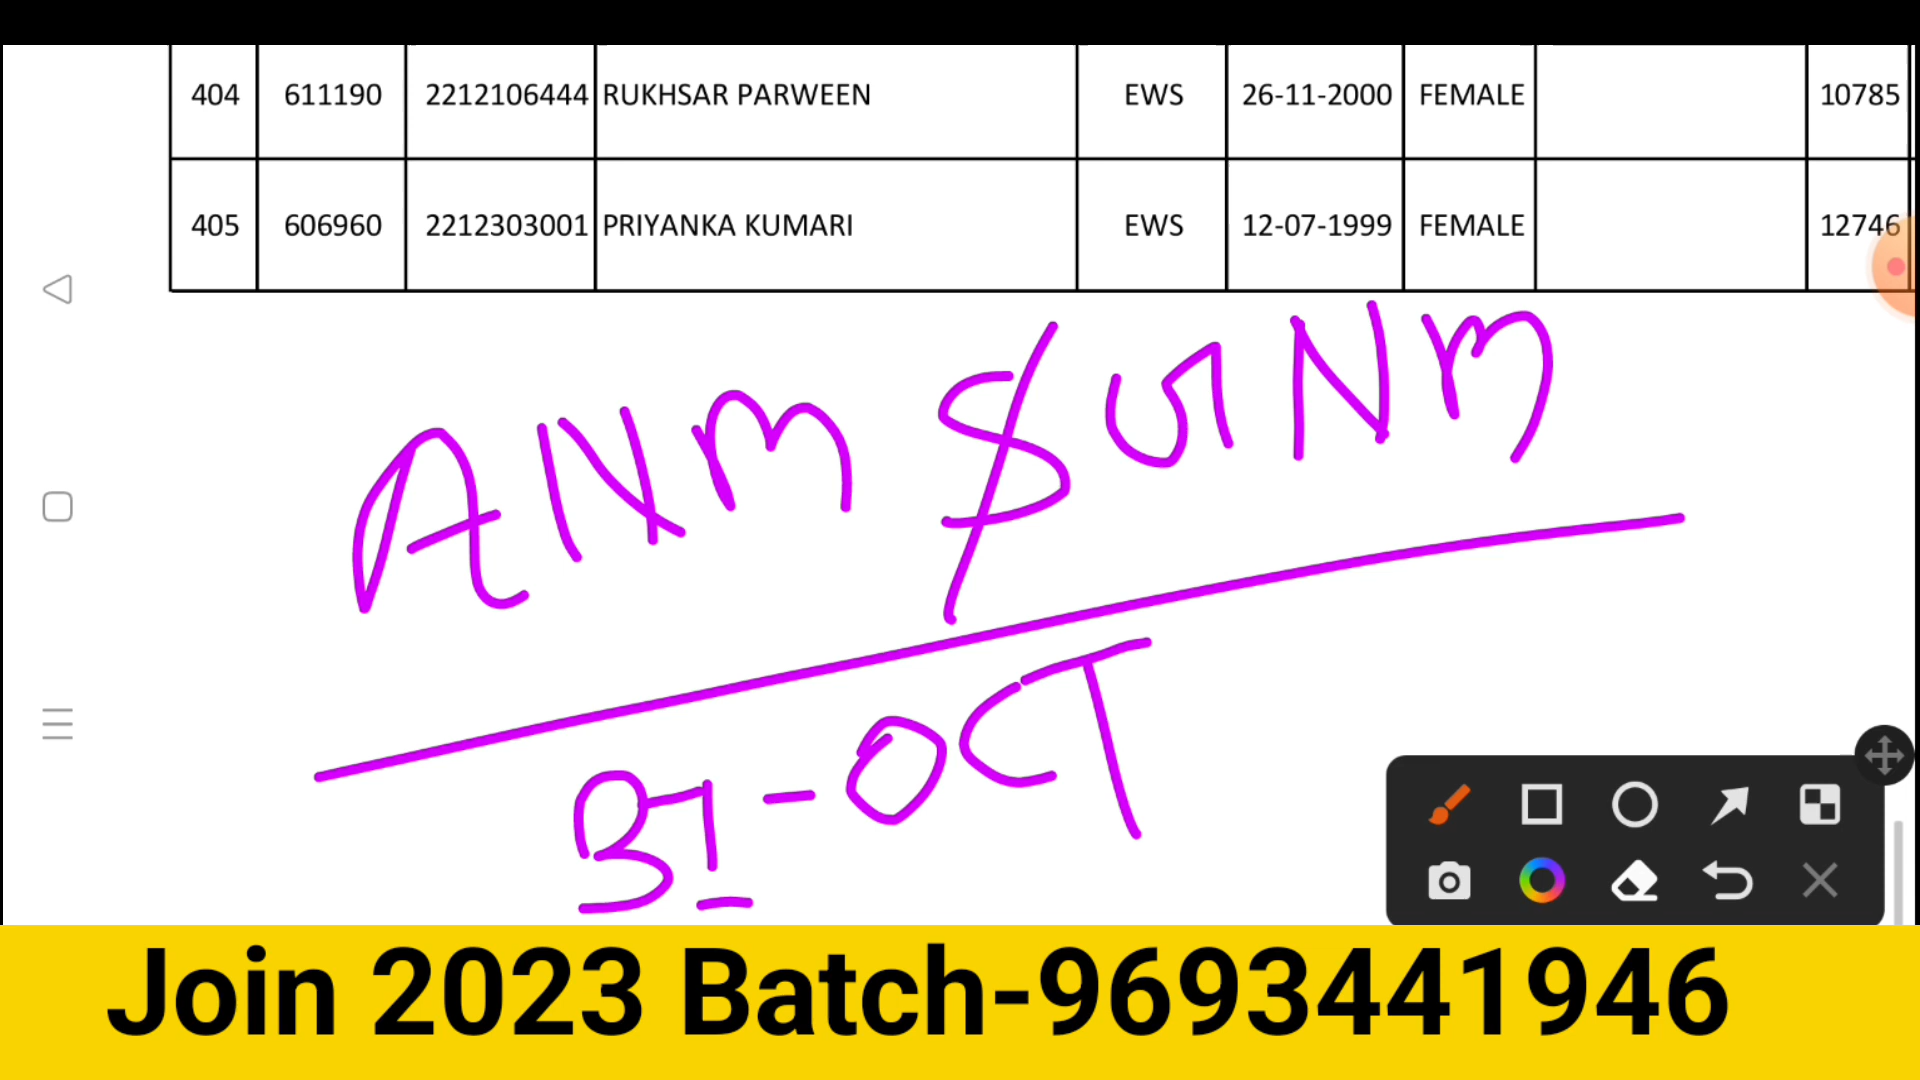 404 611190 2212106444 RUKHSAR PARWEEN EWS 26-11-2000 FEMALE 10785
405 606960 2212303001 PRIYANKA KUMARI EWS 12-07-1999 FEMALE 12746
ANM $ GNM
31-OCT
Join 2023 Batch-9693441946